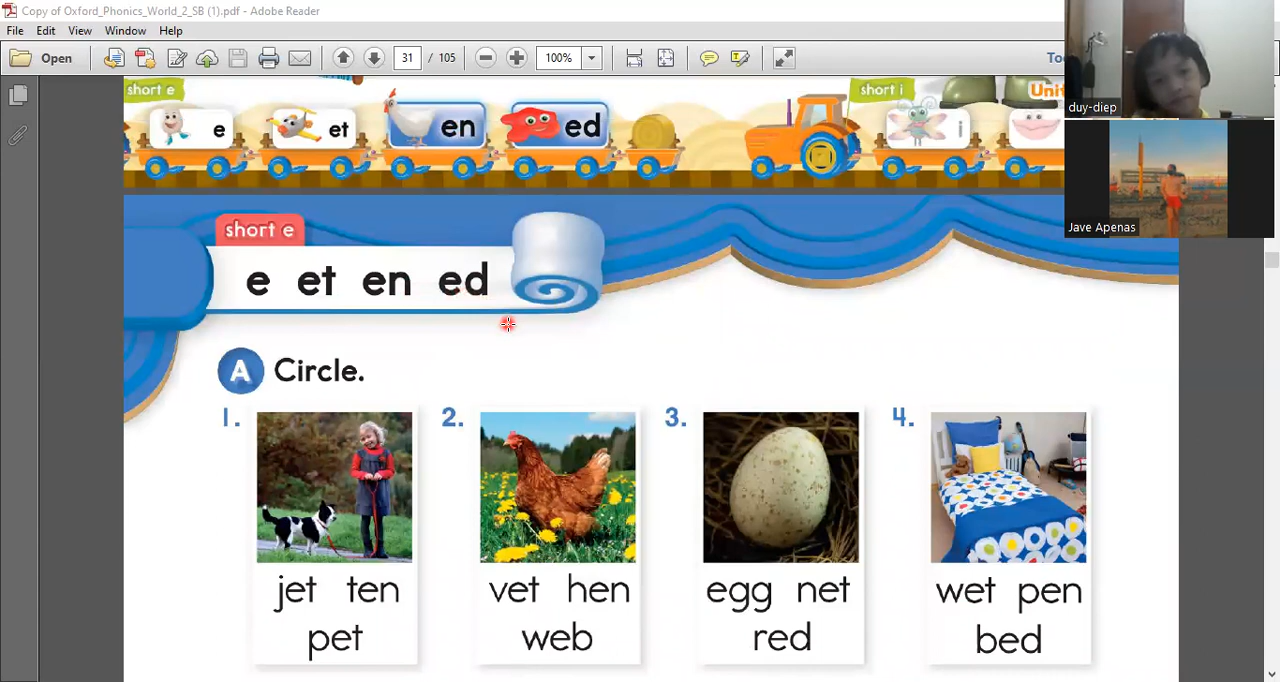 Copy of Oxford_Phonics_World_2_SB (1).pdf - Adobe Reader
File Edit View Window Help
Open 31 / 105 100%
short e short i
e et en ed i
duy-diep
Jave Apenas
short e
e et en ed
A Circle.
1. 2. 3. 4.
jet ten vet hen egg net wet pen
pet web red bed